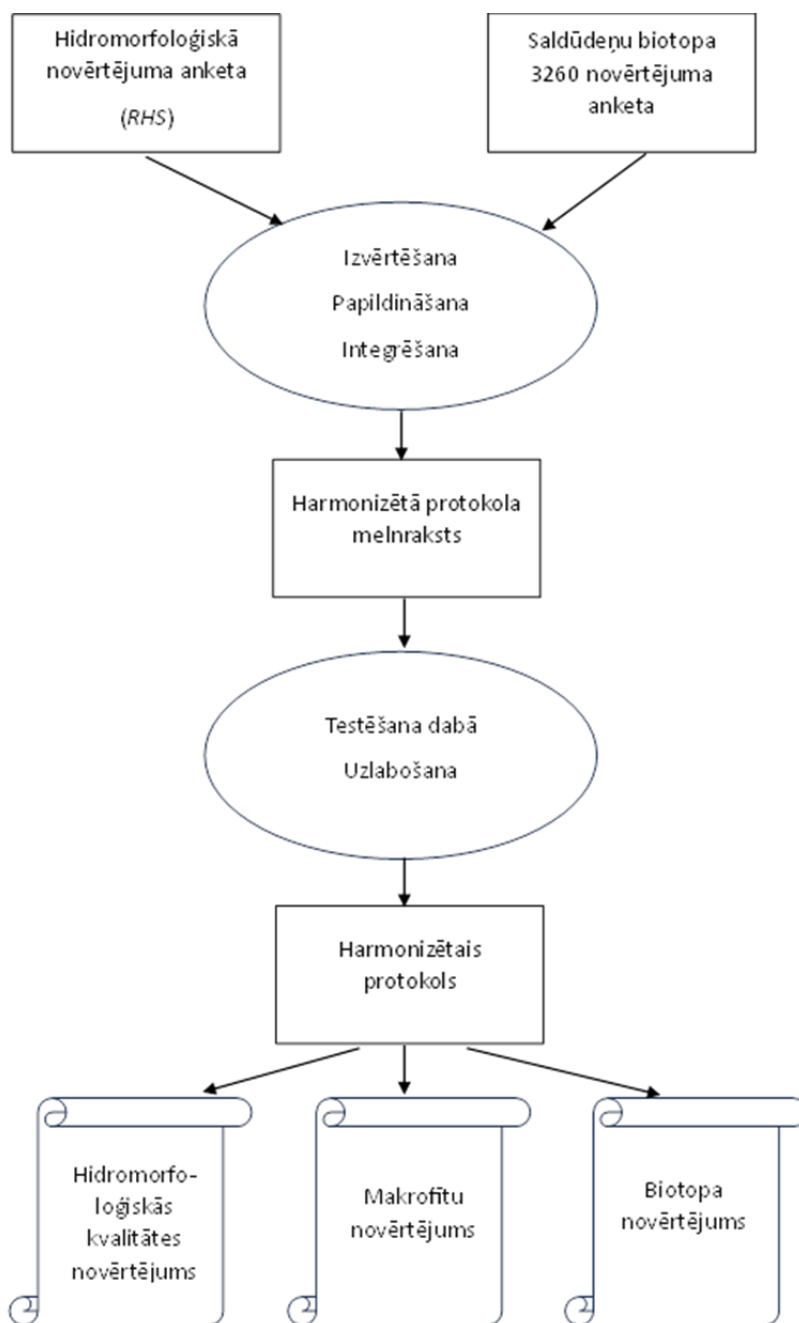 Hidromorfoloģiskā
novērtējuma anketa
(RHS)
Saldūdeņu biotopa
3260 novērtējuma
anketa
Izvērtēšana
Papildināšana
Integrēšana
Harmonizētā protokola
melnraksts
Testēšana dabā
Uzlabošana
Harmonizētais
protokols
Hidromorfo-
loģiskās
kvalitātes
novērtējums
Makrofītu
novērtējums
Biotopa
novērtējums